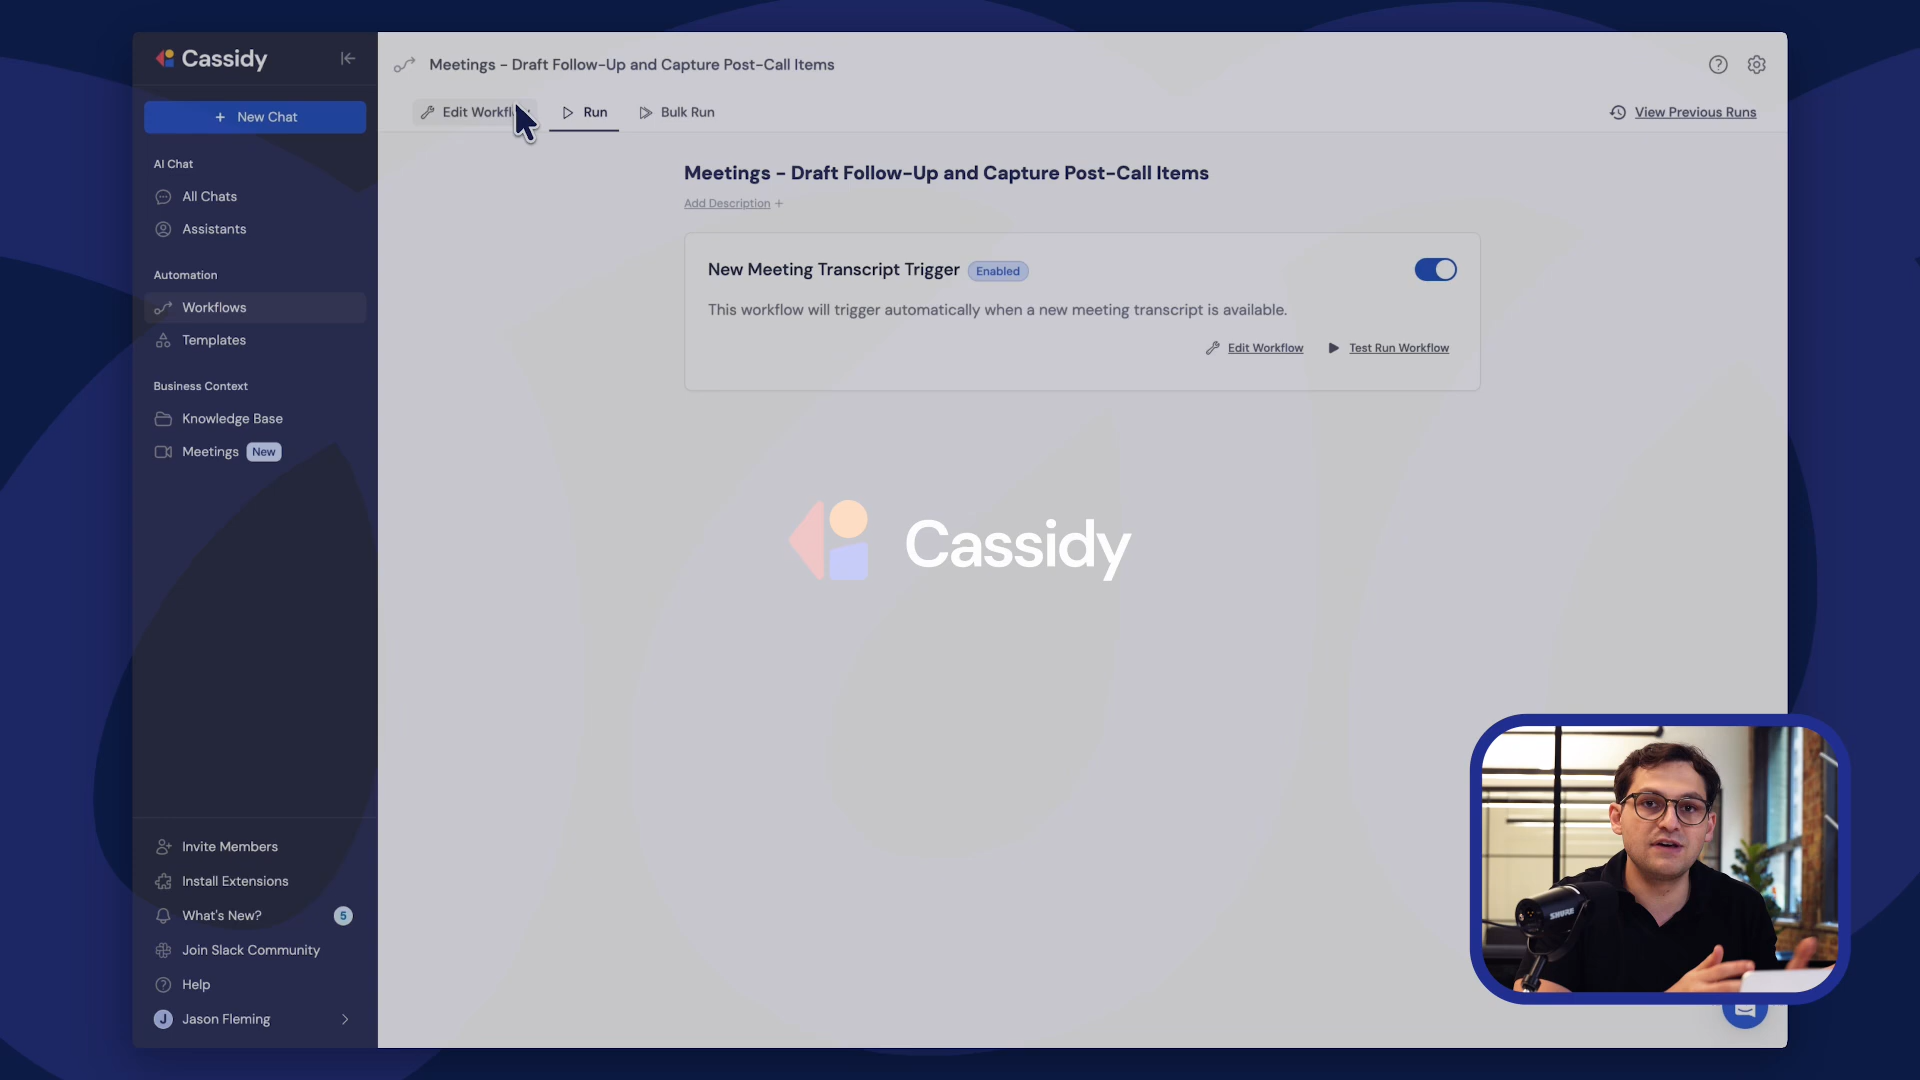 Cassidy
New Chat
AI Chat
All Chats
Assistants
Automation
Workflows
Templates
Business Context
Knowledge Base
Meetings New
Invite Members
Install Extensions
What's New? 5
Join Slack Community
Help
J Jason Fleming
Meetings - Draft Follow-Up and Capture Post-Call Items
Edit Run Bulk Run View Previous Runs
Meetings - Draft Follow-Up and Capture Post-Call Items
Add Description +
New Meeting Transcript Trigger Enabled
This workflow will trigger automatically when a new meeting transcript is available.
Edit Workflow Test Run Workflow
Cassidy
SHURE